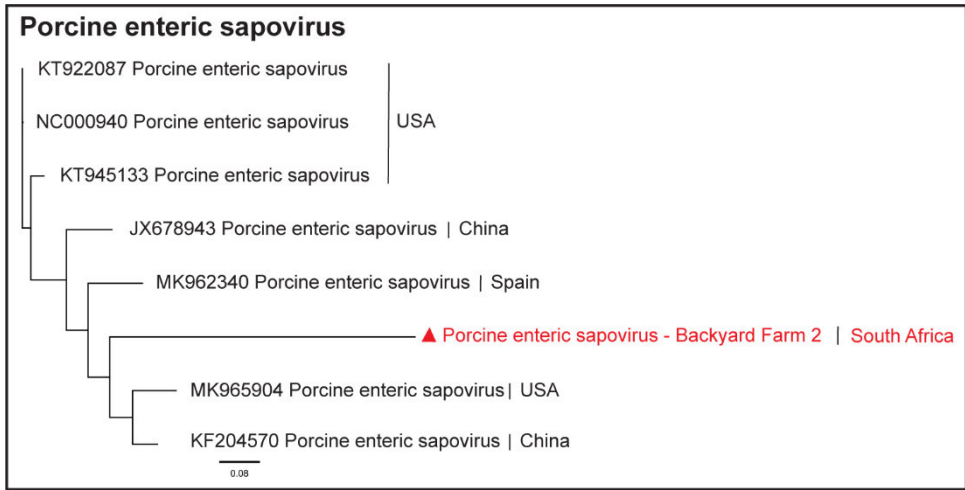 Porcine enteric sapovirus
KT922087 Porcine enteric sapovirus
NC000940 Porcine enteric sapovirus | USA
KT945133 Porcine enteric sapovirus
JX678943 Porcine enteric sapovirus | China
MK962340 Porcine enteric sapovirus | Spain
▲ Porcine enteric sapovirus - Backyard Farm 2 | South Africa
MK965904 Porcine enteric sapovirus | USA
KF204570 Porcine enteric sapovirus | China
0.08